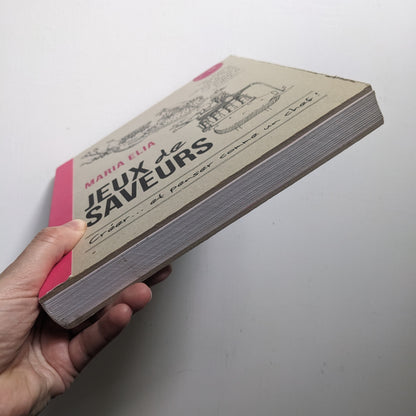 MARIA ELIA
JEUX de
SAVEURS
Créer... et penser comme un chef!